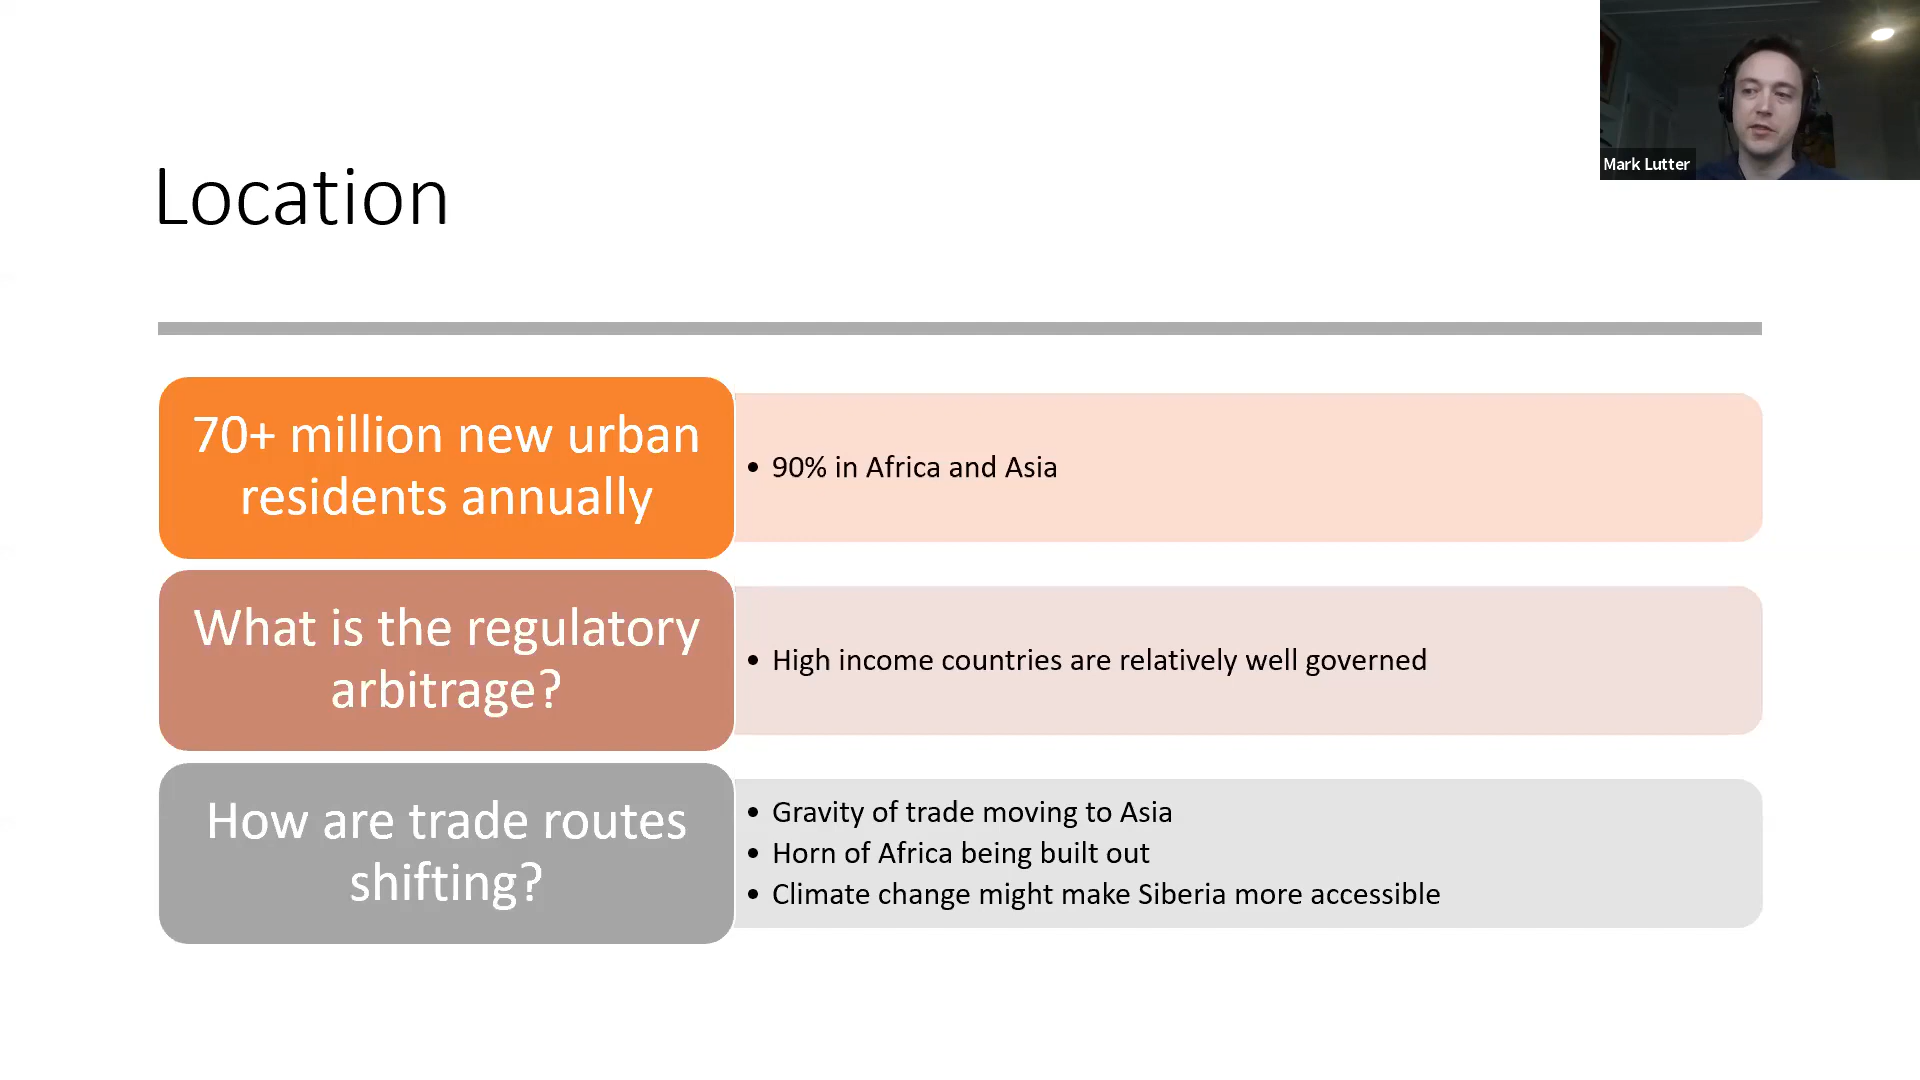 Mark Lutter
Location
70+ million new urban
residents annually
• 90% in Africa and Asia
What is the regulatory
arbitrage?
• High income countries are relatively well governed
How are trade routes
shifting?
• Gravity of trade moving to Asia
• Horn of Africa being built out
• Climate change might make Siberia more accessible